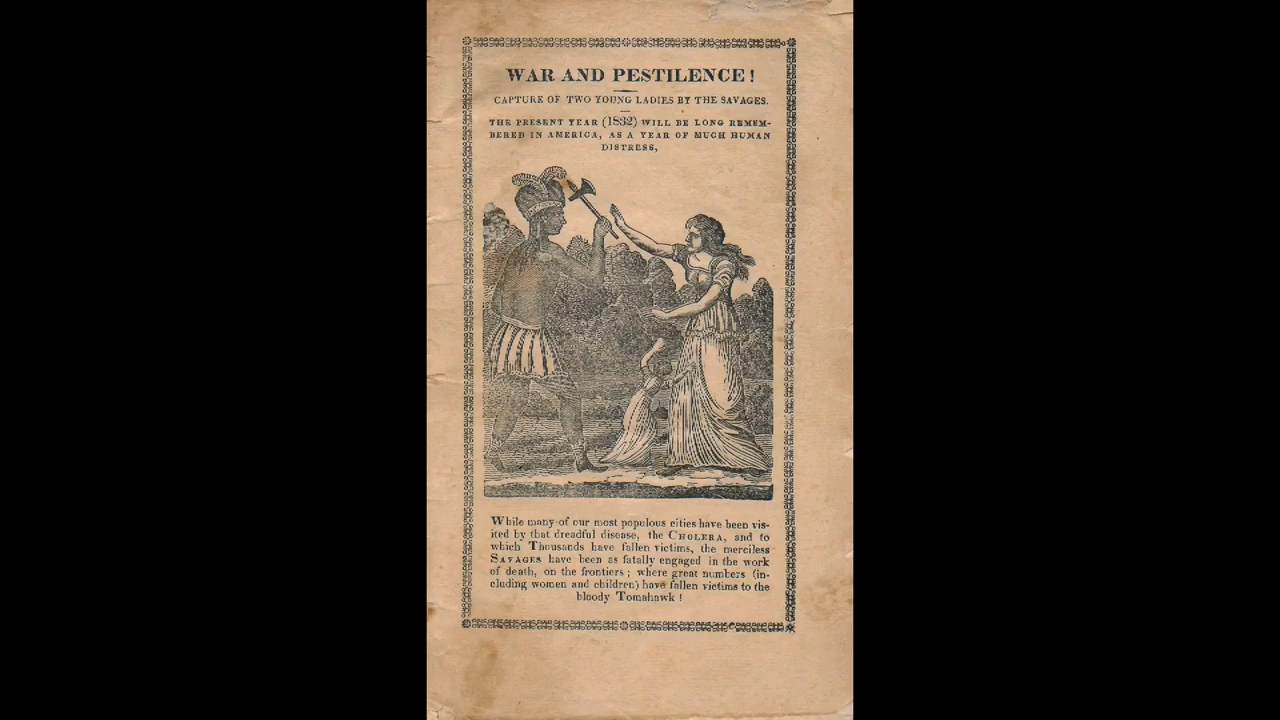 WAR AND PESTILENCE!
CAPTURE OF TWO YOUNG LADIES BY THE SAVAGES.
THE PRESENT YEAR (1832) WILL BE LONG REMEM-
BERED IN AMERICA, AS A YEAR OF MUCH HUMAN
DISTRESS,
While many of our most populous cities have been vis-
ited by that dreadful disease, the CHOLERA, and to
which Thousands have fallen victims, the merciless
SAVAGES have been as fatally engaged in the work
of death, on the frontiers; where great numbers (in-
cluding women and children) have fallen victims to the
bloody Tomahawk!